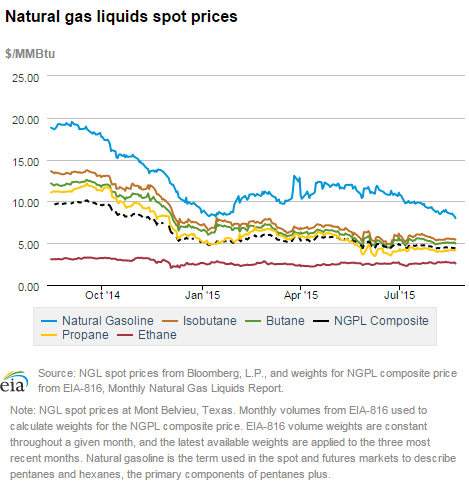 Natural gas liquids spot prices
$/MMBtu
25.00
20.00
15.00
10.00
5.00
0.00
Oct '14 Jan '15 Apr '15 Jul '15
Natural Gasoline Isobutane Butane NGPL Composite
Propane Ethane
eia
Source: NGL spot prices from Bloomberg, L.P., and weights for NGPL composite price
from EIA-816, Monthly Natural Gas Liquids Report.
Note: NGL spot prices at Mont Belvieu, Texas. Monthly volumes from EIA-816 used to
calculate weights for the NGPL composite price. EIA-816 volume weights are constant
throughout a given month, and the latest available weights are applied to the three most
recent months. Natural gasoline is the term used in the spot and futures markets to describe
pentanes and hexanes, the primary components of pentanes plus.